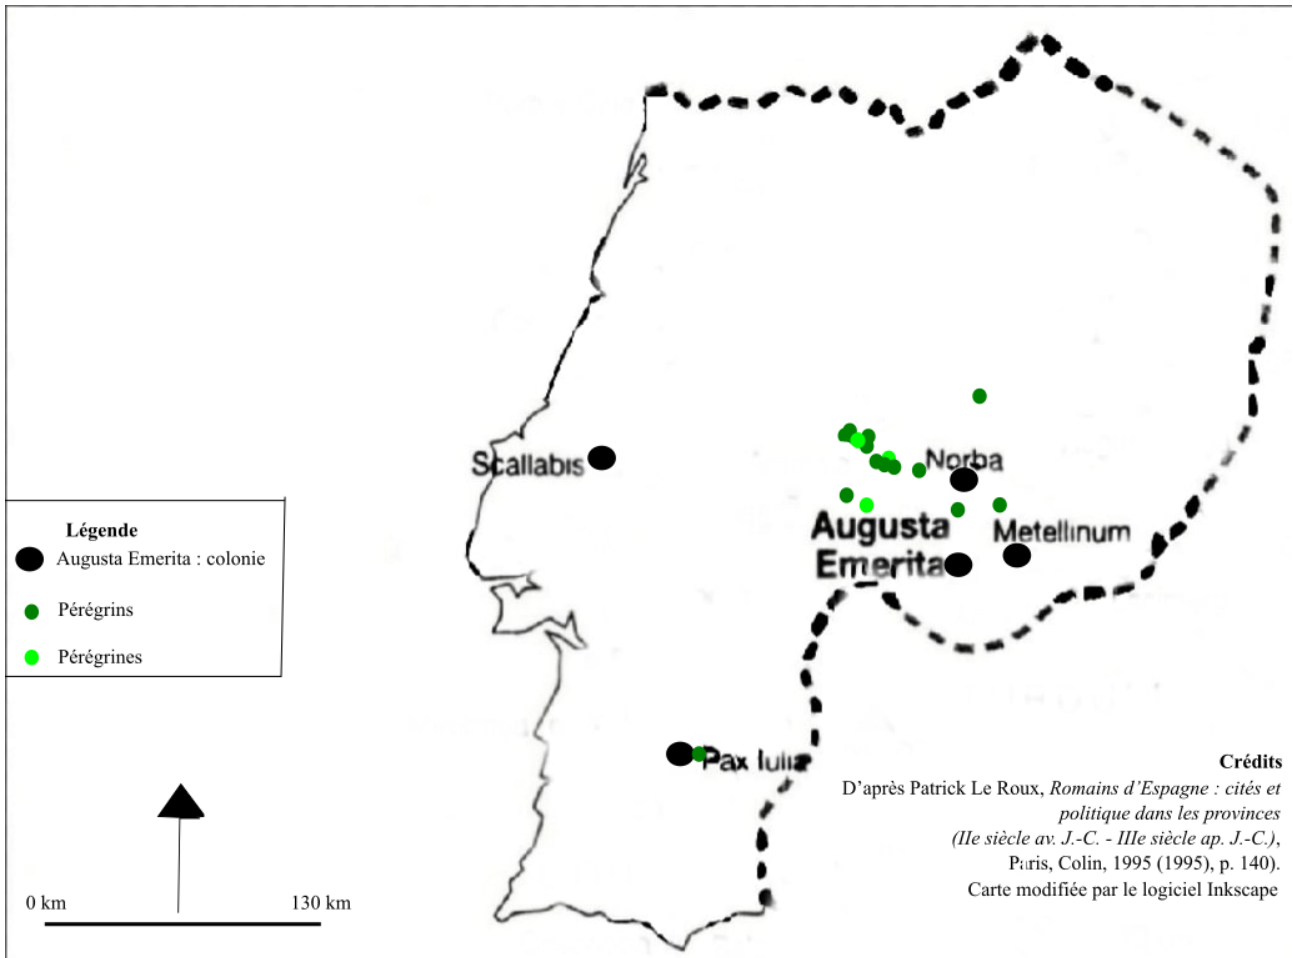 Norba
Scallabis
Augusta
Emerita
Metellinum
Légende
Augusta Emerita : colonie
Pérégrins
Pérégrines
Pax Iulia
Crédits
D'après Patrick Le Roux, Romains d'Espagne : cités et
politique dans les provinces
(IIe siècle av. J.-C. - IIIe siècle ap. J.-C.),
Paris, Colin, 1995 (1995), p. 140).
Carte modifiée par le logiciel Inkscape
0 km
130 km